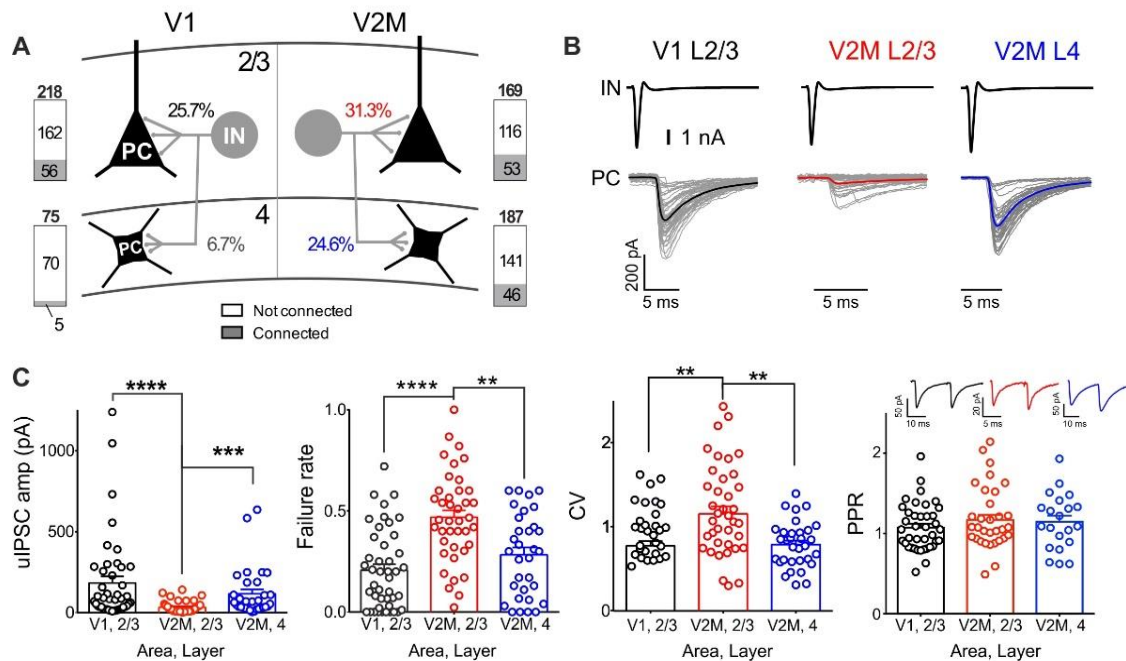 A
V1
V2M
2/3
218
162
56
25.7%
PC
IN
31.3%
169
116
53
4
75
70
5
PC
6.7%
24.6%
187
141
46
Not connected
Connected
B
V1 L2/3
V2M L2/3
V2M L4
IN
1 nA
PC
200 pA
5 ms
5 ms
5 ms
C
****
***
uIPSC amp (pA)
1000
500
0
V1, 2/3
V2M, 2/3
V2M, 4
Area, Layer
****
**
Failure rate
1.0
0.5
0.0
V1, 2/3
V2M, 2/3
V2M, 4
Area, Layer
**
**
CV
2
1
0
V1, 2/3
V2M, 2/3
V2M, 4
Area, Layer
50 pA
10 ms
20 pA
5 ms
50 pA
10 ms
PPR
2
1
0
V1, 2/3
V2M, 2/3
V2M, 4
Area, Layer